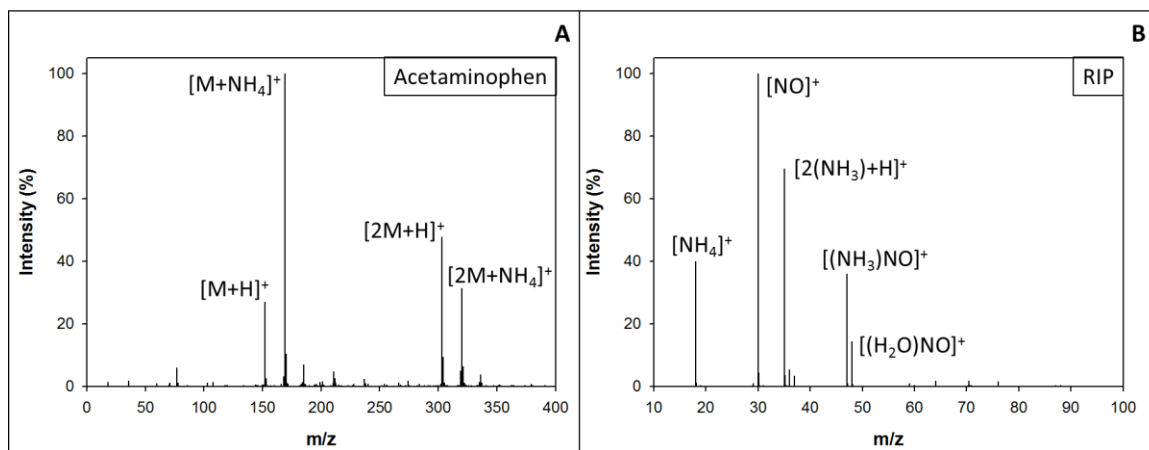 A
Acetaminophen
[M+NH₄]⁺
[2M+H]⁺
[M+H]⁺
[2M+NH₄]⁺
Intensity (%)
100
80
60
40
20
0
0 50 100 150 200 250 300 350 400
m/z
B
RIP
[NO]⁺
[2(NH₃)+H]⁺
[NH₄]⁺
[(NH₃)NO]⁺
[(H₂O)NO]⁺
Intensity (%)
100
80
60
40
20
0
10 20 30 40 50 60 70 80 90 100
m/z